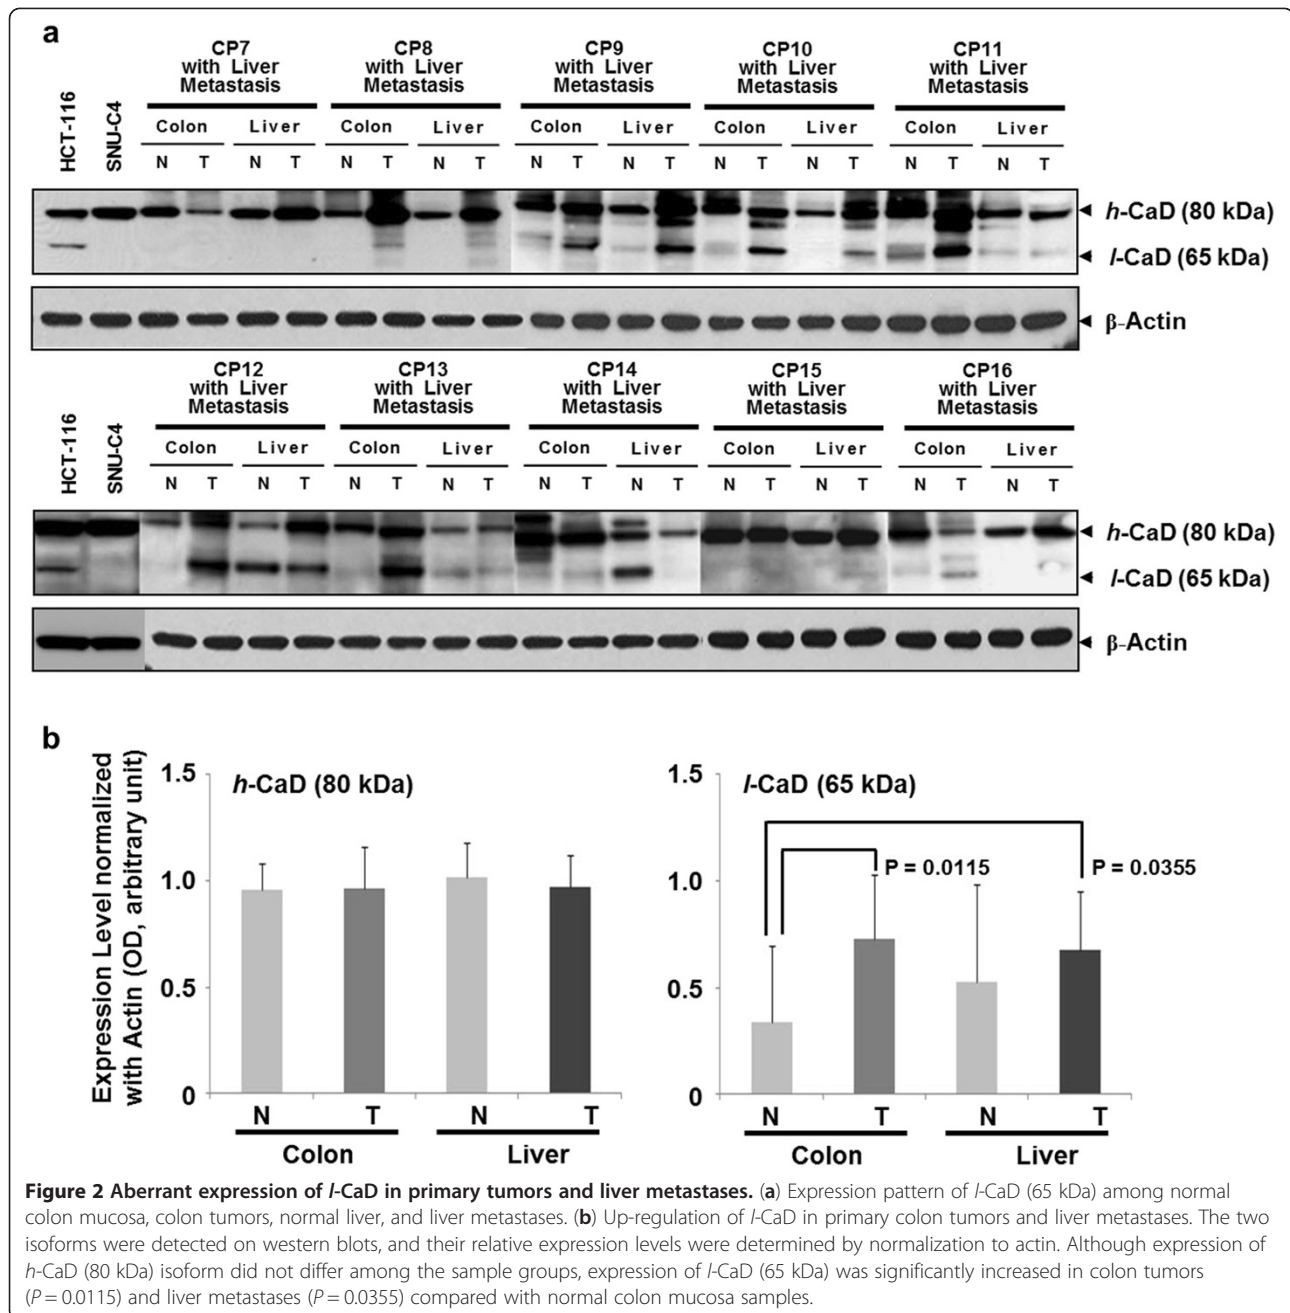 a
CP7 with Liver Metastasis
CP8 with Liver Metastasis
CP9 with Liver Metastasis
CP10 with Liver Metastasis
CP11 with Liver Metastasis
HCT-116
SNU-C4
Colon Liver Colon Liver Colon Liver Colon Liver Colon Liver
N T N T N T N T N T N T N T N T N T N T
h-CaD (80 kDa)
l-CaD (65 kDa)
β-Actin
CP12 with Liver Metastasis
CP13 with Liver Metastasis
CP14 with Liver Metastasis
CP15 with Liver Metastasis
CP16 with Liver Metastasis
HCT-116
SNU-C4
Colon Liver Colon Liver Colon Liver Colon Liver Colon Liver
N T N T N T N T N T N T N T N T N T N T
h-CaD (80 kDa)
l-CaD (65 kDa)
β-Actin
b
Expression Level normalized
with Actin (OD, arbitrary unit)
1.5
1.0
0.5
0
h-CaD (80 kDa)
N T N T
Colon Liver
1.5
1.0
0.5
0
l-CaD (65 kDa)
P = 0.0115
P = 0.0355
N T N T
Colon Liver
Figure 2 Aberrant expression of l-CaD in primary tumors and liver metastases. (a) Expression pattern of l-CaD (65 kDa) among normal
colon mucosa, colon tumors, normal liver, and liver metastases. (b) Up-regulation of l-CaD in primary colon tumors and liver metastases. The two
isoforms were detected on western blots, and their relative expression levels were determined by normalization to actin. Although expression of
h-CaD (80 kDa) isoform did not differ among the sample groups, expression of l-CaD (65 kDa) was significantly increased in colon tumors
(P = 0.0115) and liver metastases (P = 0.0355) compared with normal colon mucosa samples.